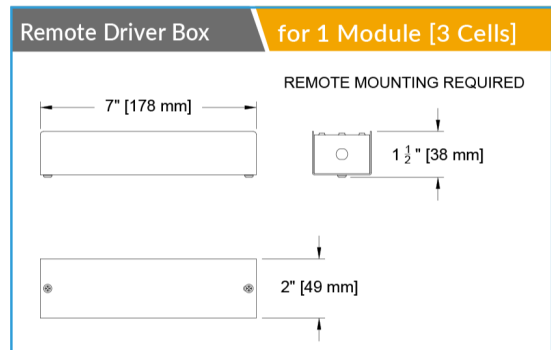 Remote Driver Box
for 1 Module [3 Cells]
REMOTE MOUNTING REQUIRED
7" [178 mm]
1 1/2" [38 mm]
2" [49 mm]